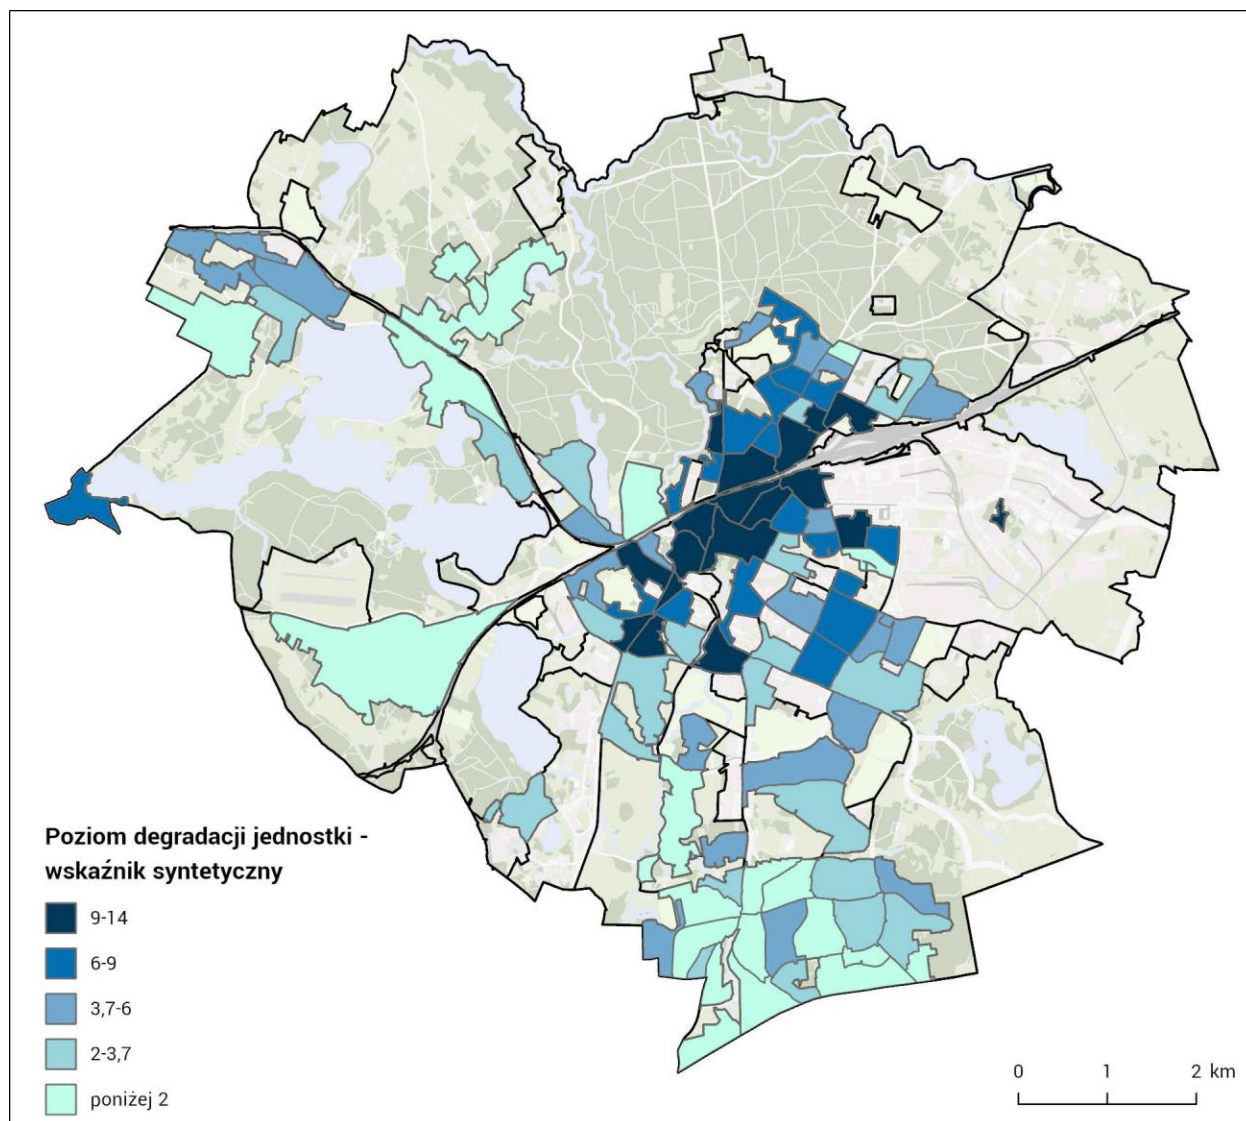 Poziom degradacji jednostki -
wskaźnik syntetyczny
9-14
6-9
3,7-6
2-3,7
poniżej 2
0 1 2 km